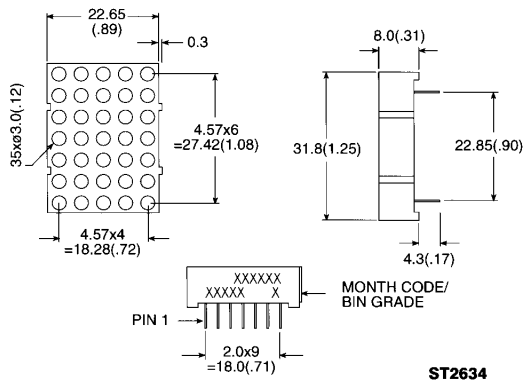 22.65
(.89)
0.3
35xø3.0(.12)
4.57x6
=27.42(1.08)
4.57x4
=18.28(.72)
8.0(.31)
31.8(1.25)
22.85(.90)
4.3(.17)
XXXXXX
XXXXX X
MONTH CODE/
BIN GRADE
PIN 1
2.0x9
=18.0(.71)
ST2634